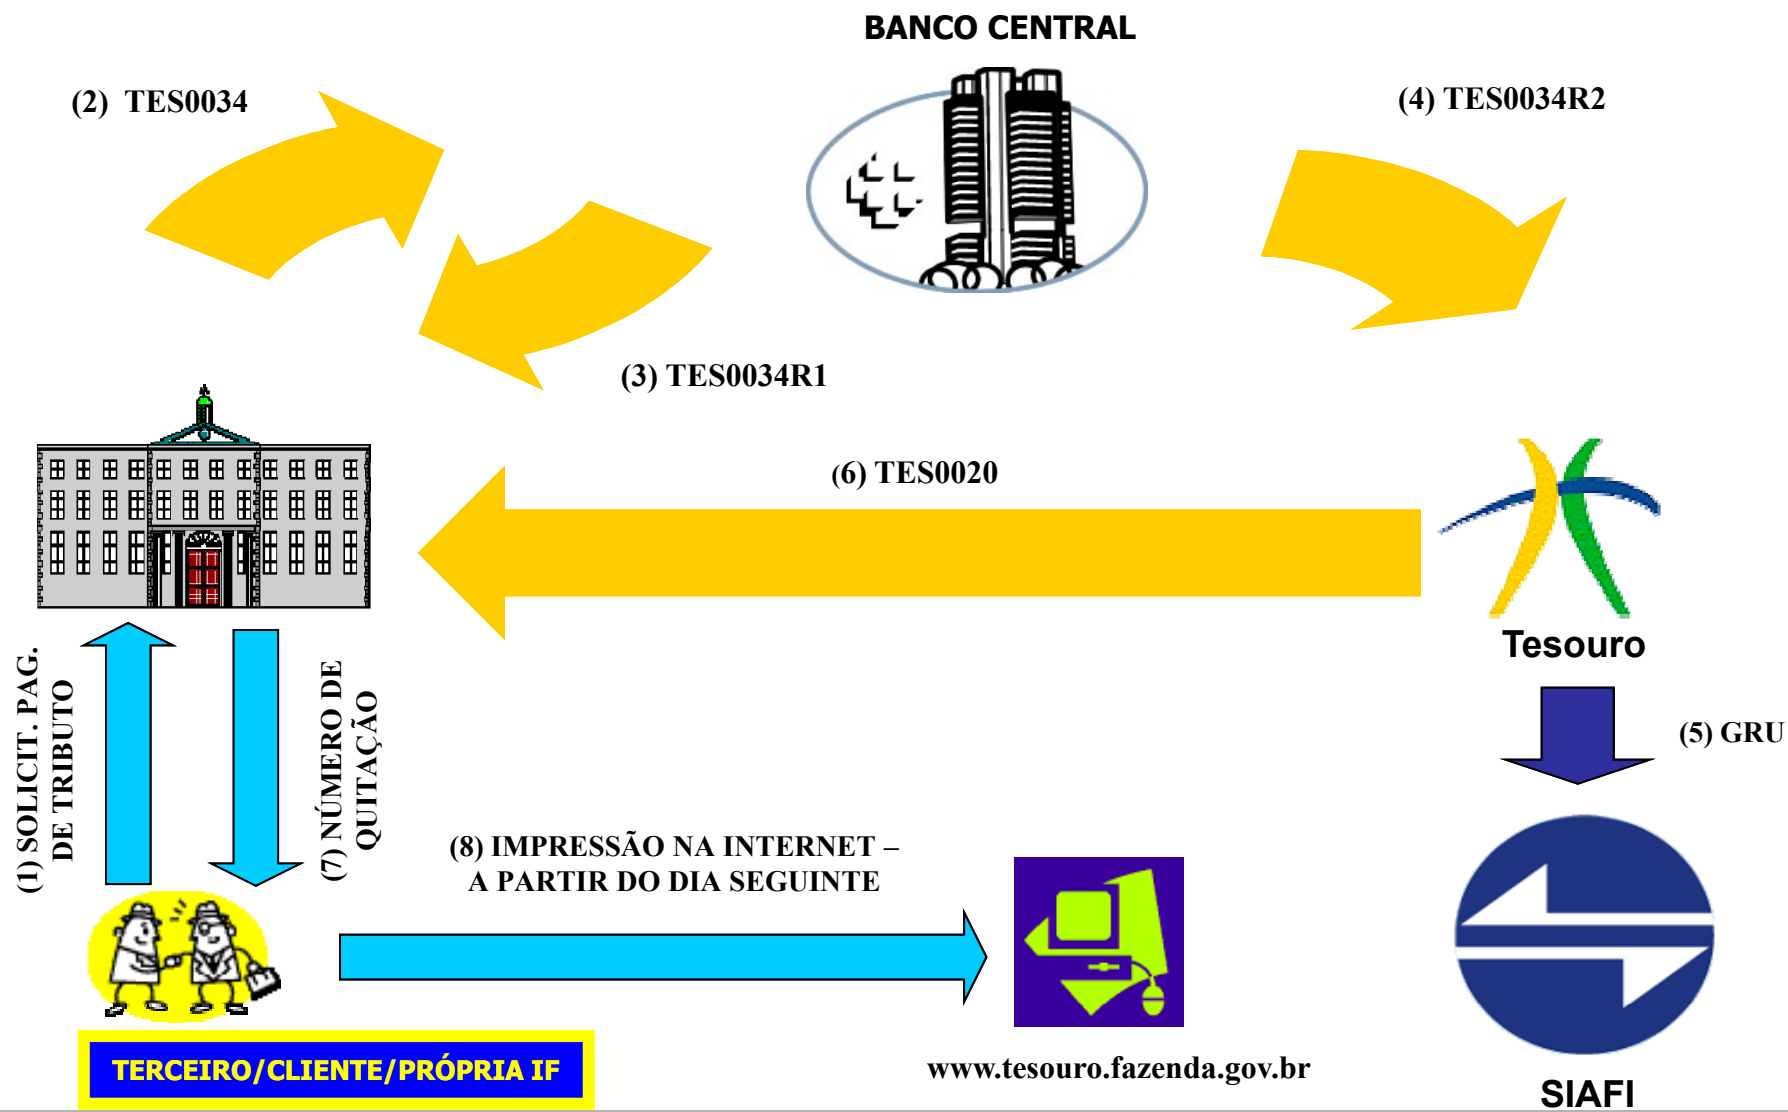 BANCO CENTRAL
(2) TES0034
(4) TES0034R2
(3) TES0034R1
(6) TES0020
Tesouro
(1) SOLICIT. PAG.
DE TRIBUTO
(7) NÚMERO DE
QUITAÇÃO
(5) GRU
(8) IMPRESSÃO NA INTERNET –
A PARTIR DO DIA SEGUINTE
TERCEIRO/CLIENTE/PRÓPRIA IF
www.tesouro.fazenda.gov.br
SIAFI